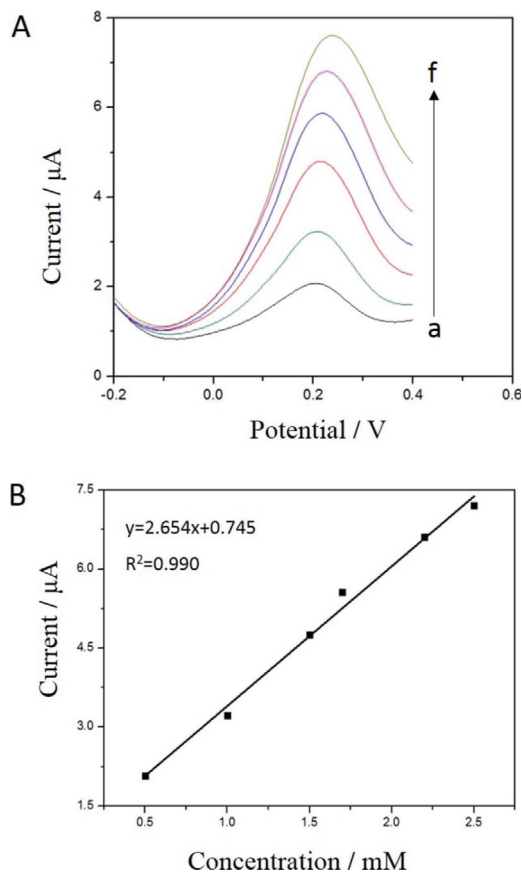 A
8
6
4
2
0
Current / μA
f
a
-0.2
0.0
0.2
0.4
0.6
Potential / V
B
7.5
6.0
4.5
3.0
1.5
Current / μA
y=2.654x+0.745
R²=0.990
0.5
1.0
1.5
2.0
2.5
Concentration / mM